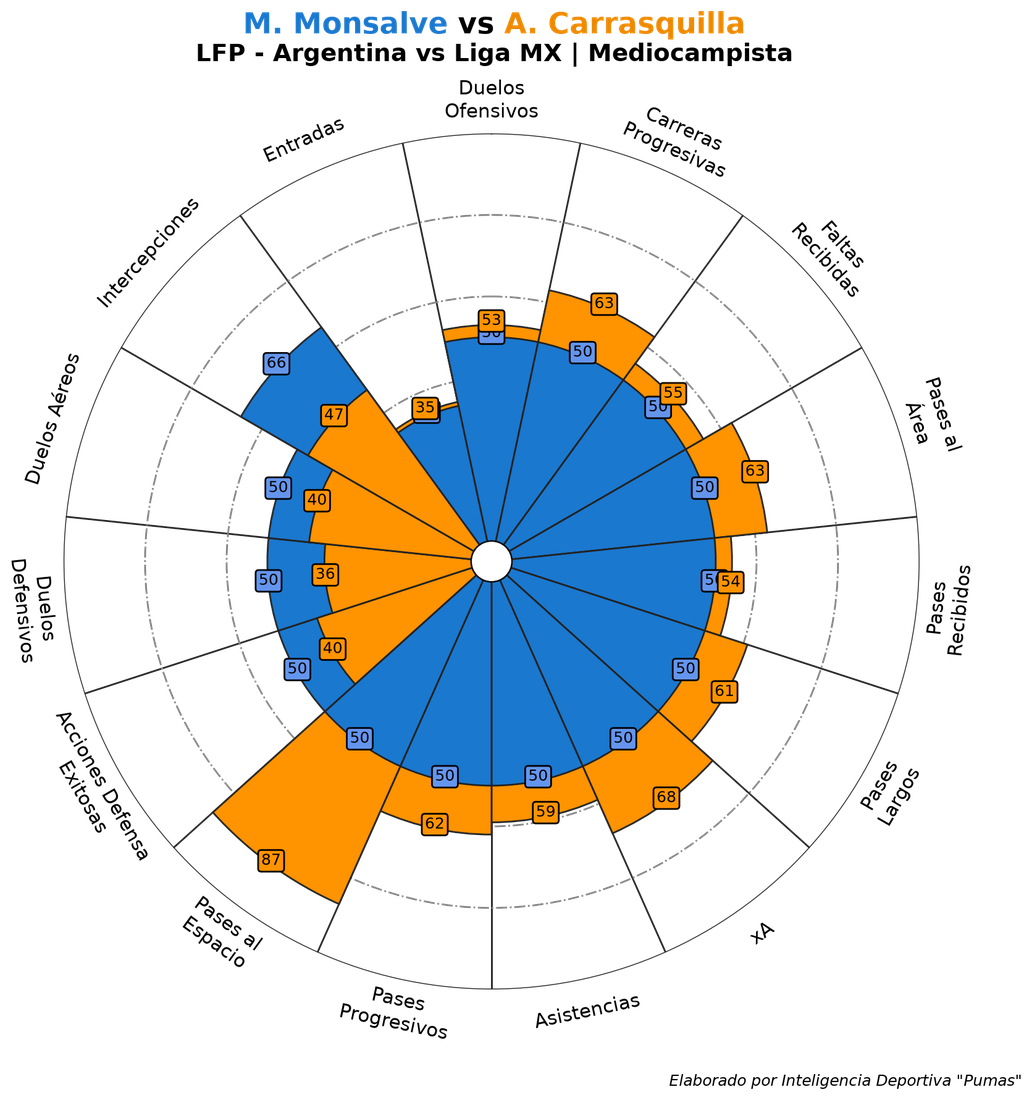 M. Monsalve vs A. Carrasquilla
LFP - Argentina vs Liga MX | Mediocampista
Duelos
Ofensivos
Carreras
Progresivas
Faltas
Recibidas
Pases al
Área
Pases
Recibidos
Pases
Largos
xA
Asistencias
Pases
Progresivos
Pases al
Espacio
Acciones Defensa
Exitosas
Duelos
Defensivos
Duelos Aéreos
Intercepciones
Entradas
53
50
63
50
55
50
63
50
54
50
61
50
68
50
59
50
62
50
87
50
40
50
36
50
40
50
47
66
35
Elaborado por Inteligencia Deportiva "Pumas"